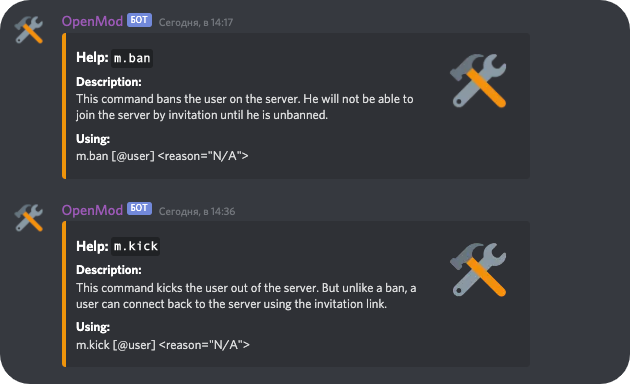 OpenMod БОТ Сегодня, в 14:17
Help: m.ban
Description:
This command bans the user on the server. He will not be able to
join the server by invitation until he is unbanned.
Using:
m.ban [@user] <reason="N/A">
OpenMod БОТ Сегодня, в 14:36
Help: m.kick
Description:
This command kicks the user out of the server. But unlike a ban, a
user can connect back to the server using the invitation link.
Using:
m.kick [@user] <reason="N/A">